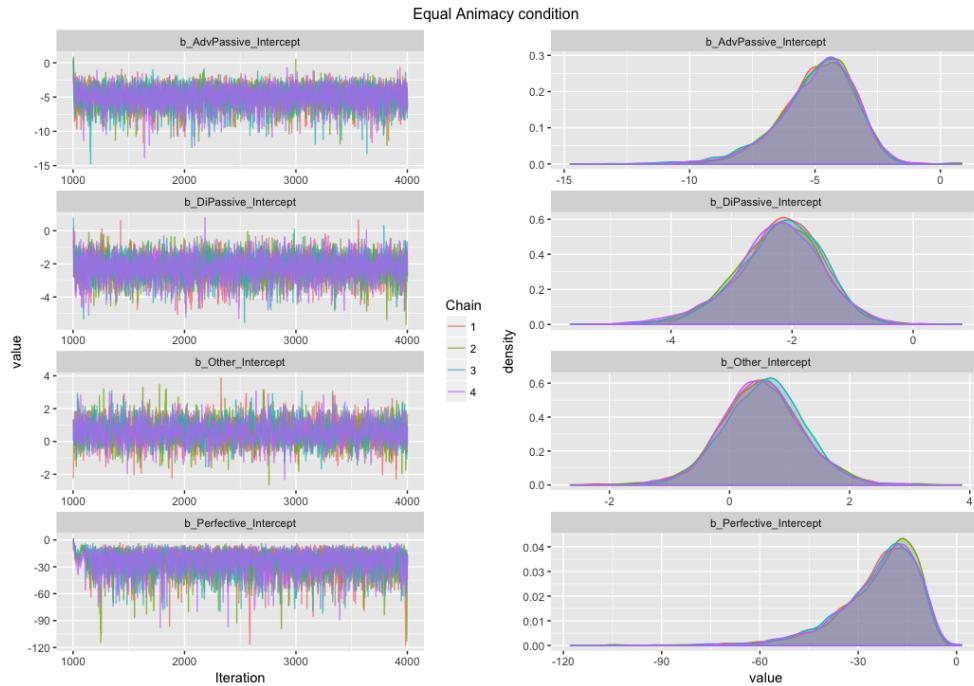 Equal Animacy condition
b_AdvPassive_Intercept
0
-5
-10
-15
1000 2000 3000 4000
b_DiPassive_Intercept
0
-2
-4
1000 2000 3000 4000
b_Other_Intercept
4
2
0
-2
1000 2000 3000 4000
b_Perfective_Intercept
0
-30
-60
-90
-120
1000 2000 3000 4000
value
Iteration
Chain
1
2
3
4
b_AdvPassive_Intercept
0.3
0.2
0.1
0.0
-15 -10 -5 0
b_DiPassive_Intercept
0.6
0.4
0.2
0.0
-4 -2 0
b_Other_Intercept
0.6
0.4
0.2
0.0
-2 0 2 4
b_Perfective_Intercept
0.04
0.03
0.02
0.01
0.00
-120 -90 -60 -30 0
density
value